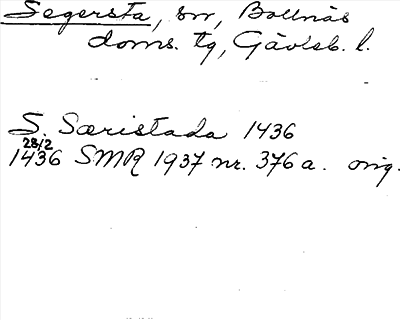 Segersta, sn, Bollnäs
doms. tg, Gävleb. l.
S. Særistada 1436
28/2
1436 SMR 1937 nr. 376 a. orig.